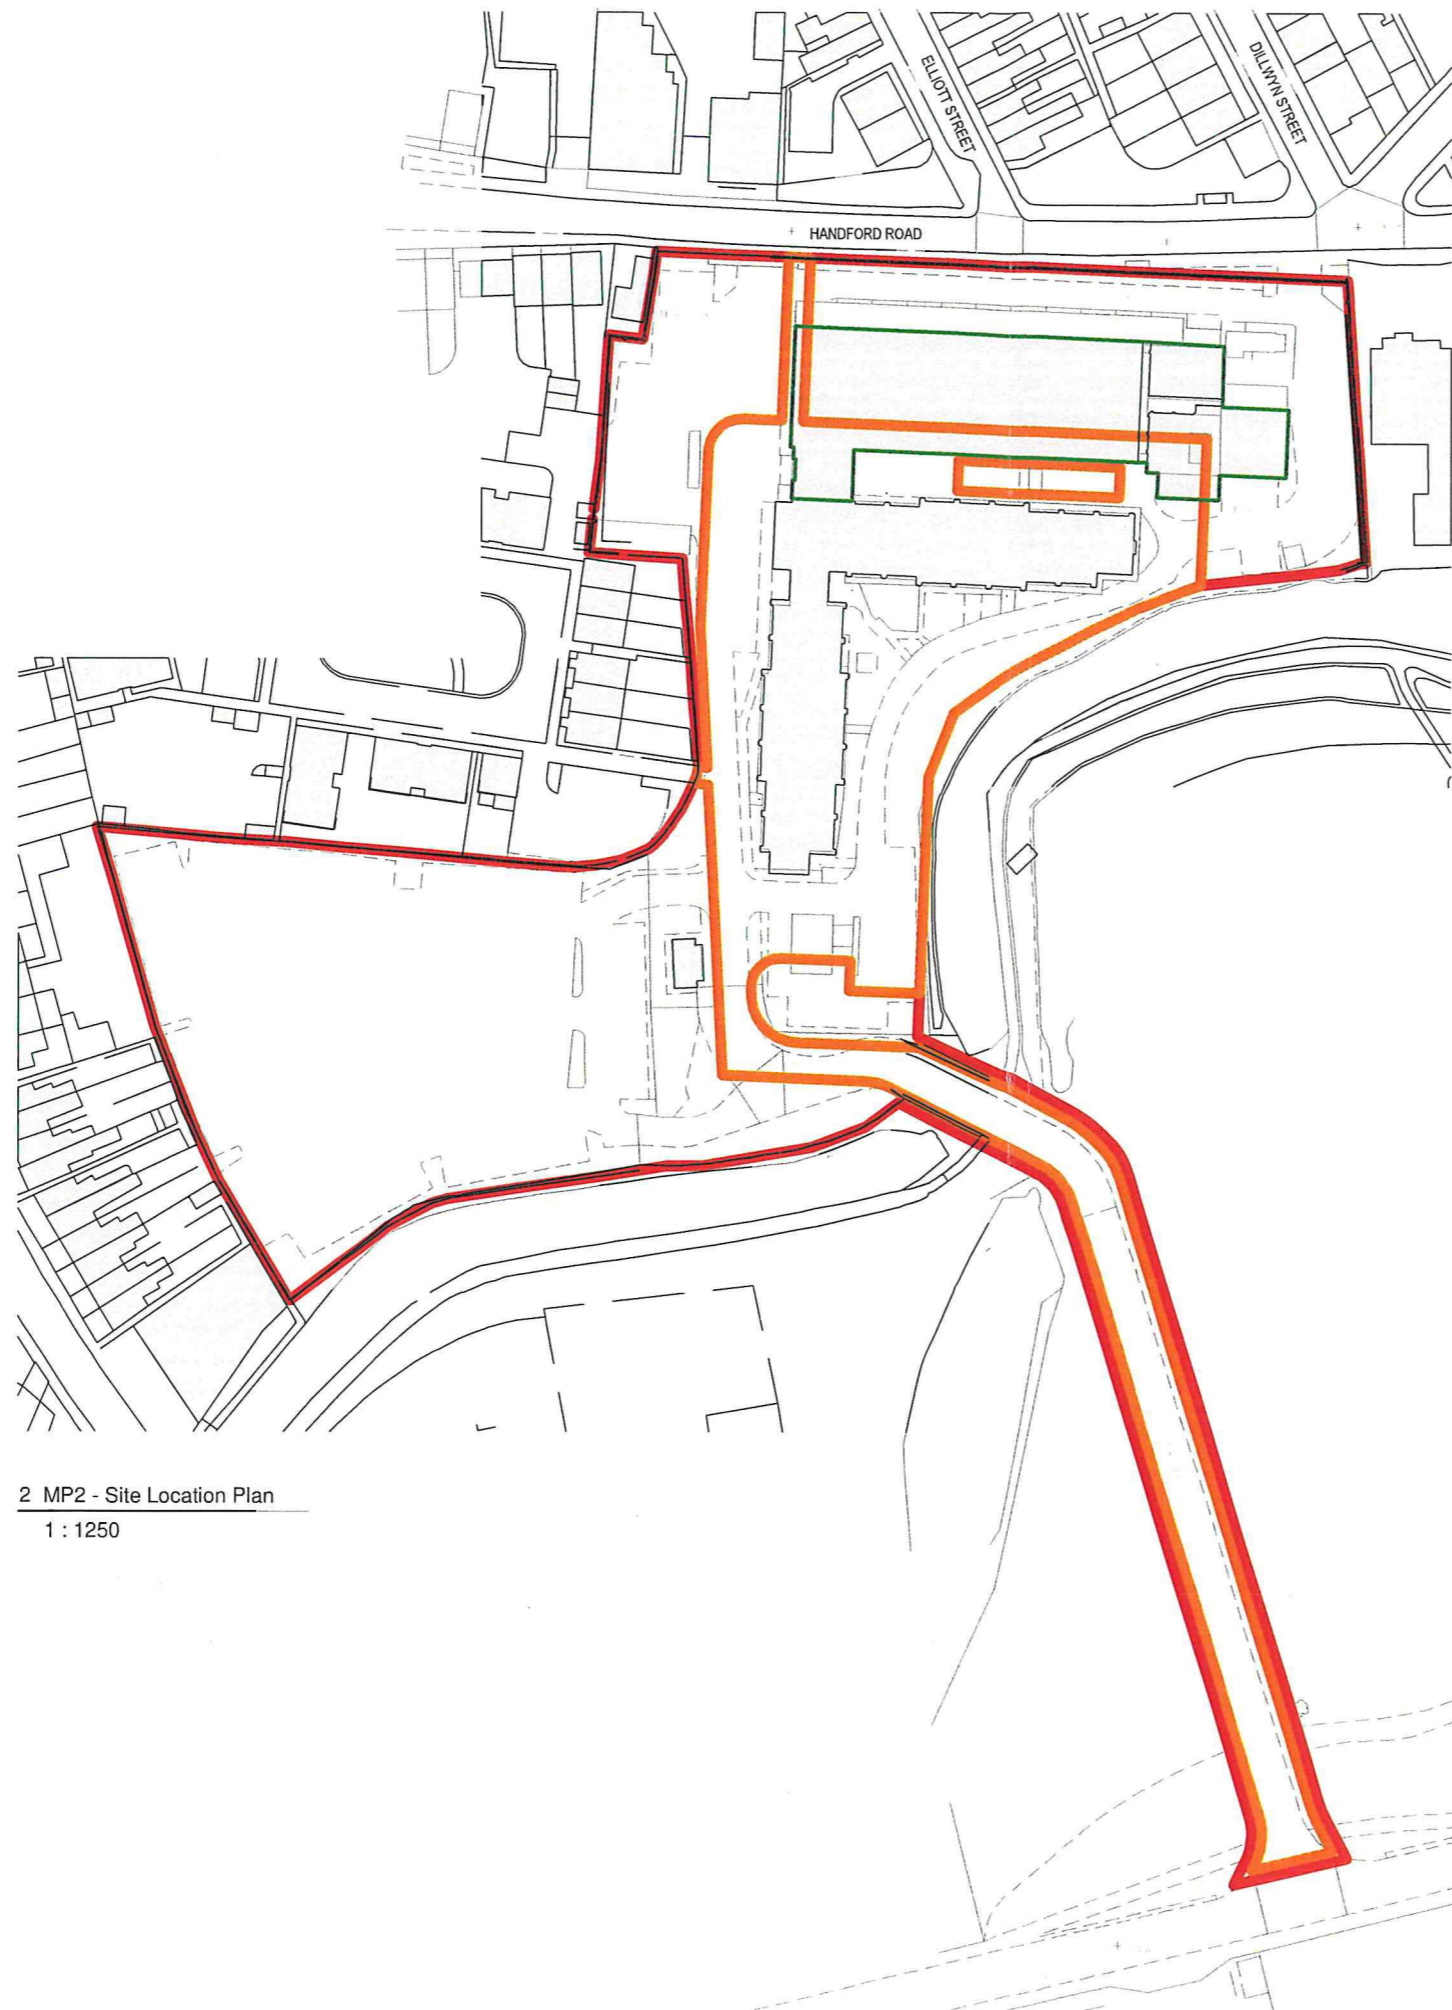 ELLIOTT STREET
DILLWYN STREET
HANDFORD ROAD
2 MP2 - Site Location Plan
1 : 1250